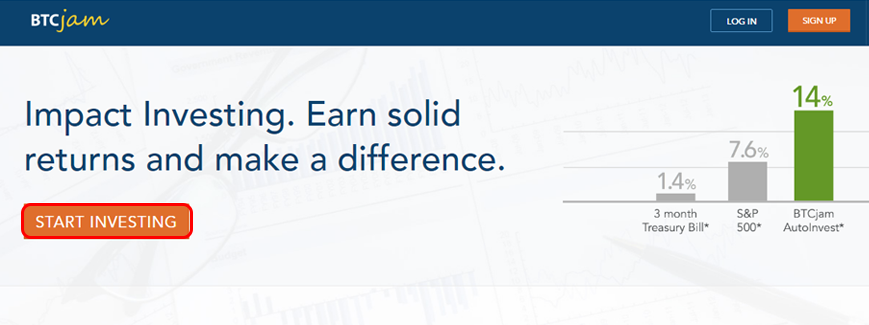 BTCjam
LOG IN
SIGN UP
Impact Investing. Earn solid
returns and make a difference.
START INVESTING
14%
7.6%
1.4%
3 month
Treasury Bill*
S&P
500*
BTCjam
AutoInvest*